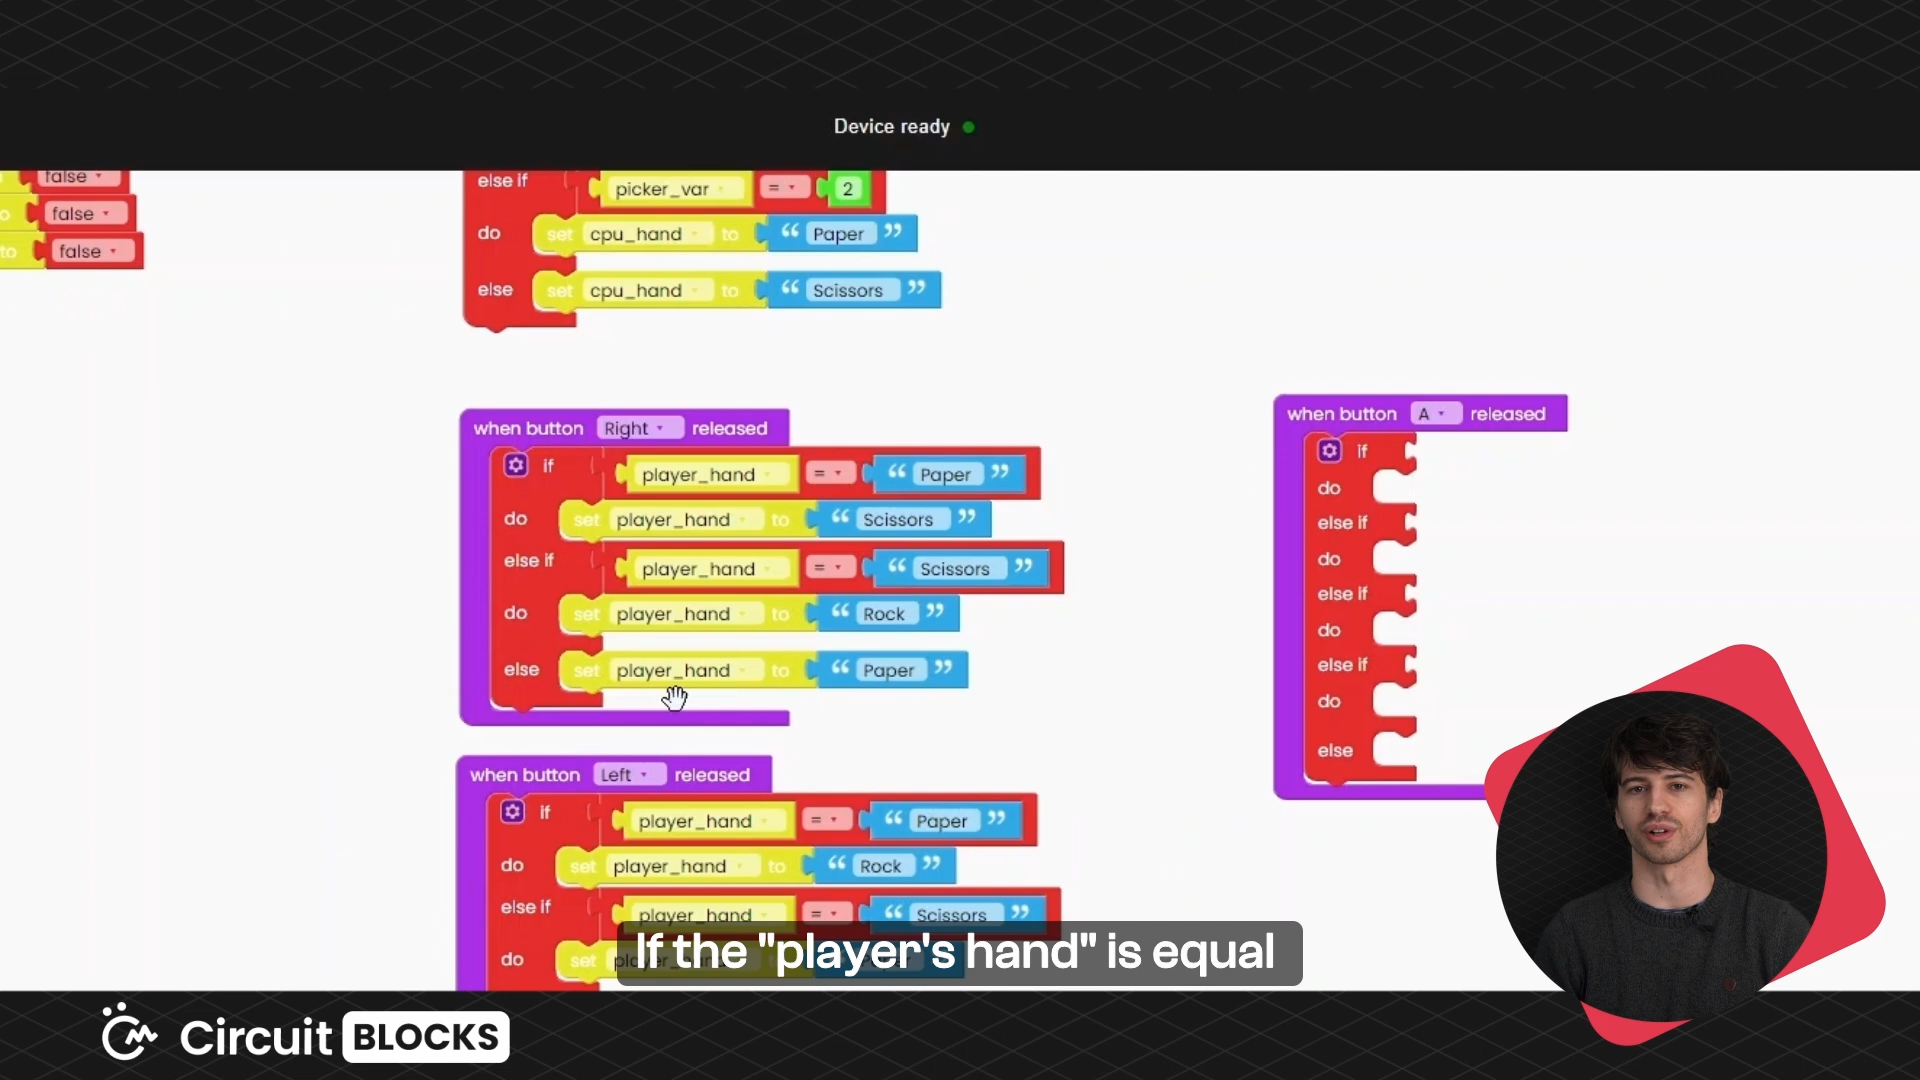 Device ready
false
to false
to false
else if picker_var = 2
do set cpu_hand to “ Paper ”
else set cpu_hand to “ Scissors ”
when button Right released
if player_hand = “ Paper ”
do set player_hand to “ Scissors ”
else if player_hand = “ Scissors ”
do set player_hand to “ Rock ”
else set player_hand to “ Paper ”
when button Left released
if player_hand = “ Paper ”
do set player_hand to “ Rock ”
else if player_hand = “ Scissors ”
do set
when button A released
if
do
else if
do
else if
do
else if
do
else
If the "player's hand" is equal
Circuit BLOCKS